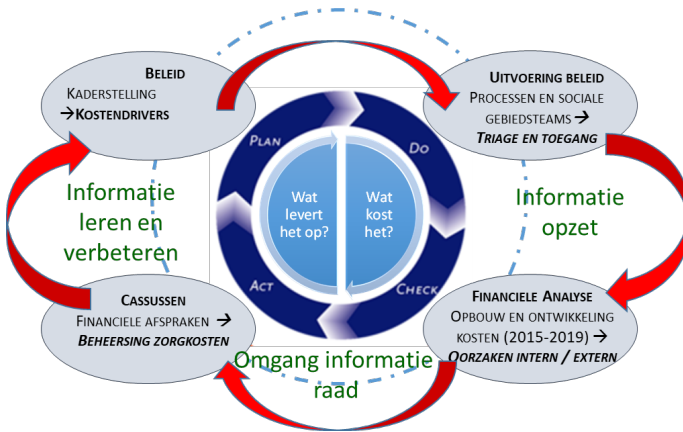 BELEID
KADERSTELLING
→KOSTENDRIVERS
UITVOERING BELEID
PROCESSEN EN SOCIALE
GEBIEDSTEAMS →
TRIAGE EN TOEGANG
PLAN
DO
Wat
levert
het op?
Wat
kost
het?
Informatie
leren en
verbeteren
Informatie
opzet
ACT
CHECK
CASSUSSEN
FINANCIELE AFSPRAKEN →
BEHEERSING ZORGKOSTEN
FINANCIELE ANALYSE
OPBOUW EN ONTWIKKELING
KOSTEN (2015-2019) →
OORZAKEN INTERN / EXTERN
Omgang informatie
raad